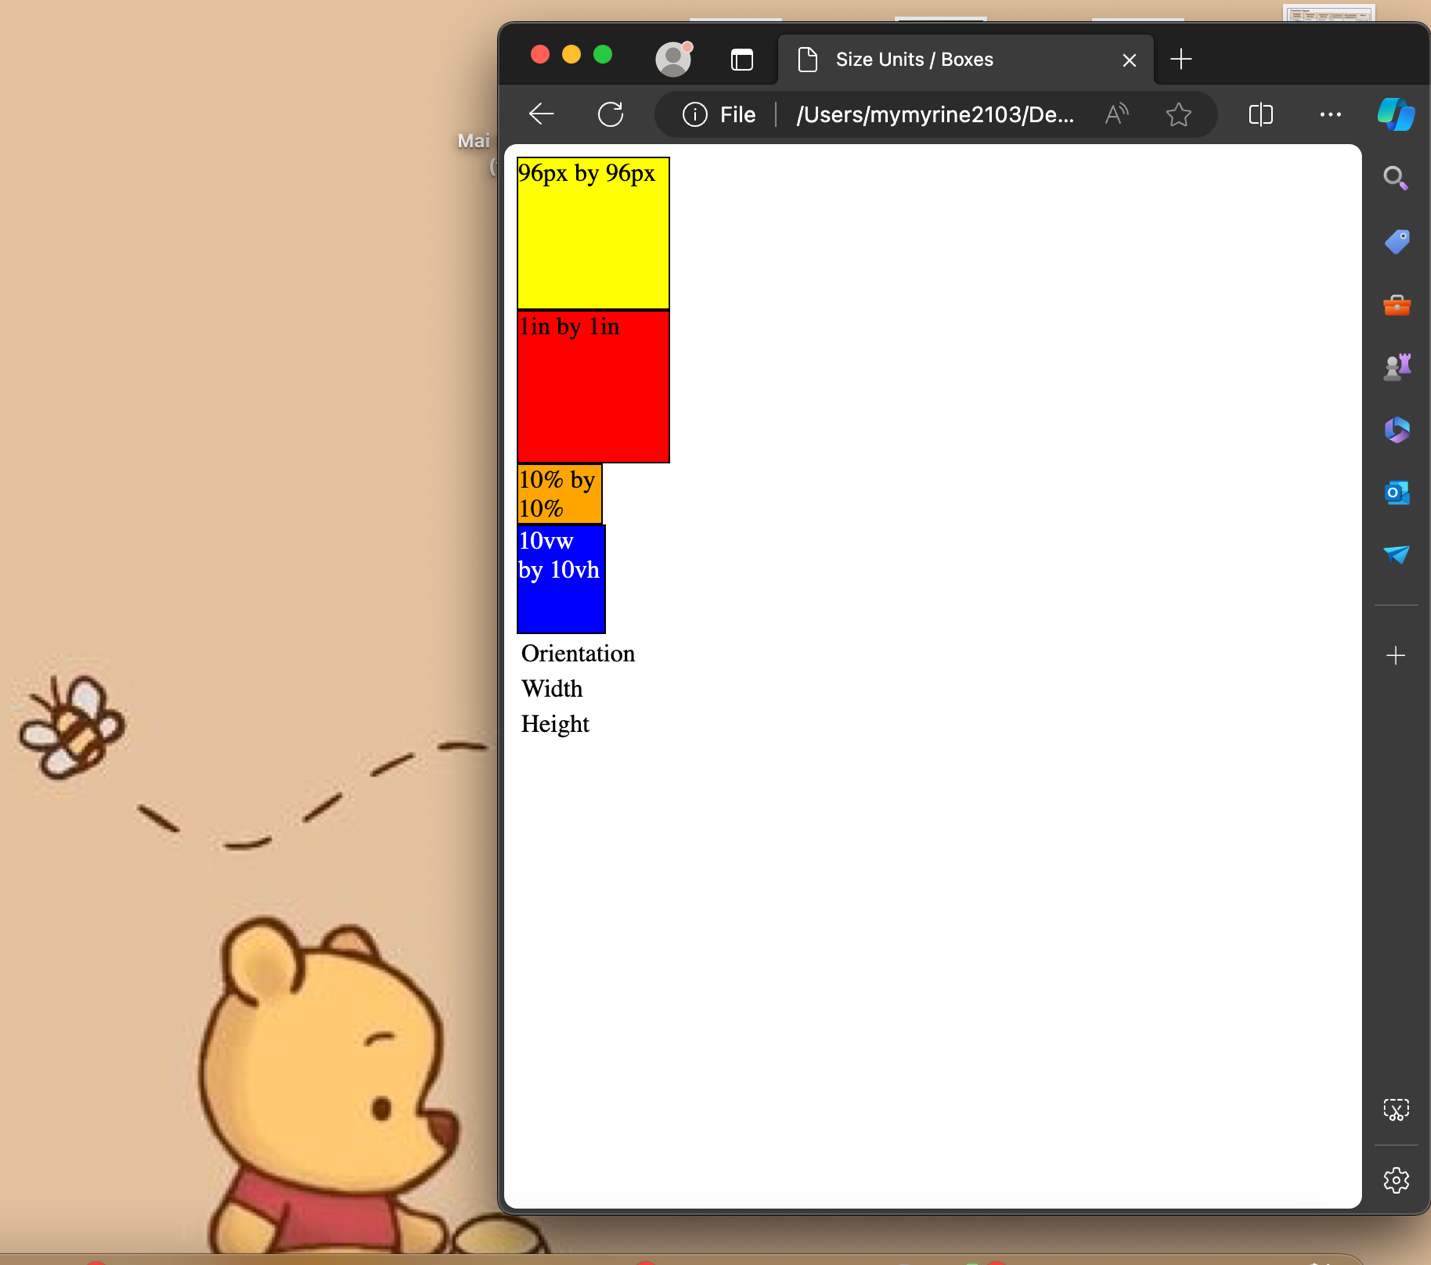 Size Units / Boxes
File
/Users/mymyrine2103/De...
Mai
(
96px by 96px
1in by 1in
10% by
10%
10vw
by 10vh
Orientation
Width
Height